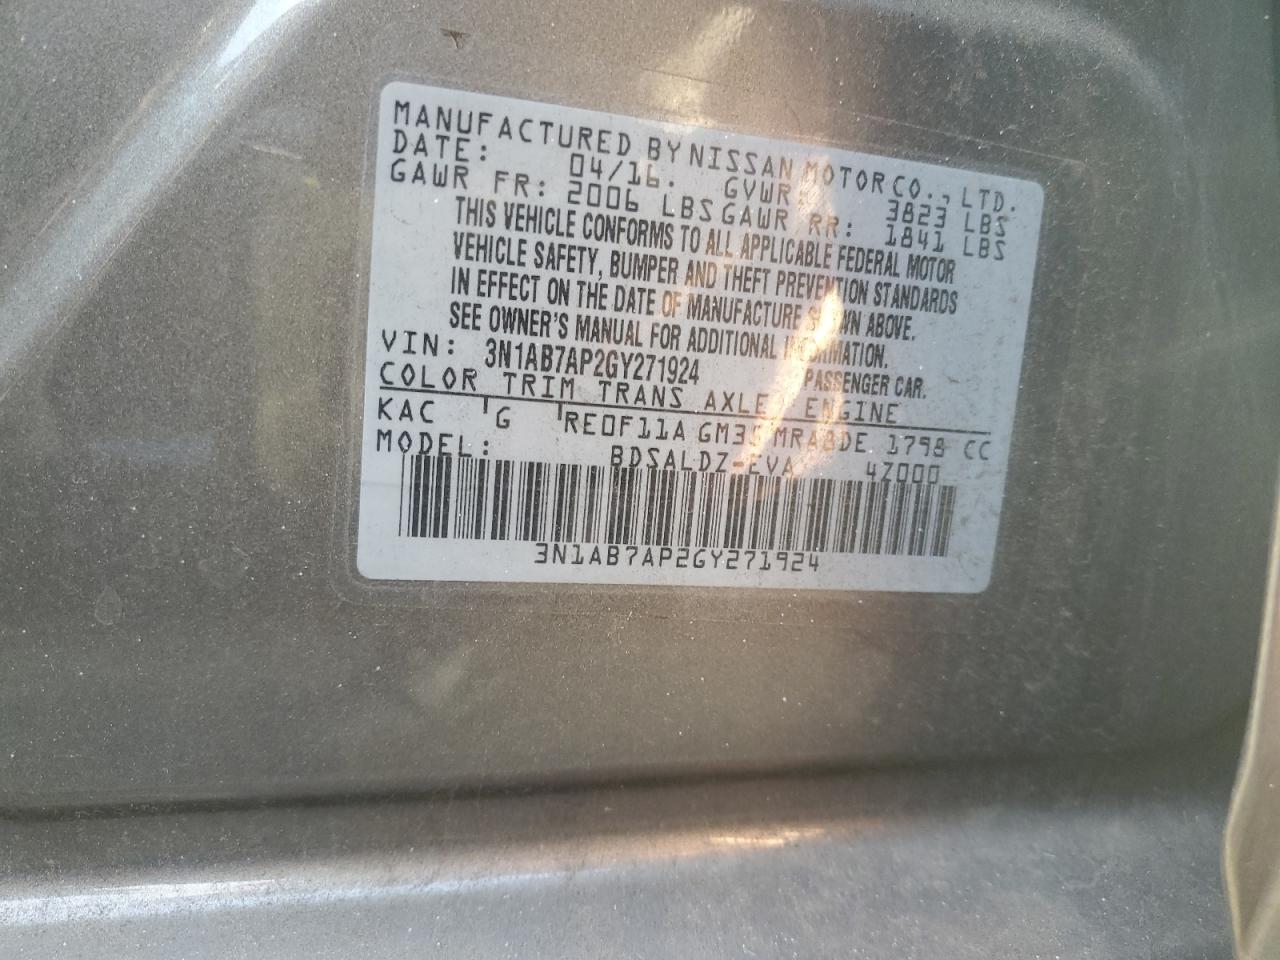 MANUFACTURED BY NISSAN MOTOR CO., LTD.
DATE: 04/16. GVWR: 3823 LBS
GAWR FR: 2006 LBS GAWR RR: 1841 LBS
THIS VEHICLE CONFORMS TO ALL APPLICABLE FEDERAL MOTOR
VEHICLE SAFETY, BUMPER AND THEFT PREVENTION STANDARDS
IN EFFECT ON THE DATE OF MANUFACTURE SHOWN ABOVE.
SEE OWNER'S MANUAL FOR ADDITIONAL INFORMATION.
VIN: 3N1AB7AP2GY271924 PASSENGER CAR.
COLOR TRIM TRANS AXLE ENGINE
KAC G RE0F11A GM35 MRA8DE 1798 CC
MODEL: BDSALDZ-EVA 4Z000
3N1AB7AP2GY271924